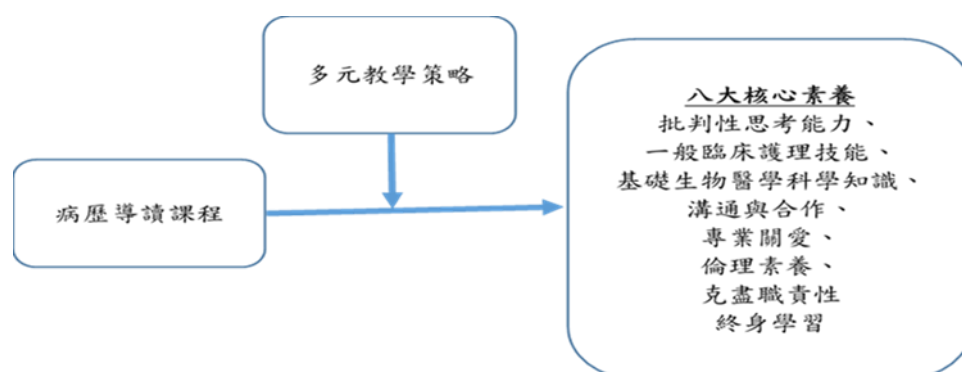 多元教學策略
病歷導讀課程
八大核心素養
批判性思考能力、
一般臨床護理技能、
基礎生物醫學科學知識、
溝通與合作、
專業關愛、
倫理素養、
克盡職責性
終身學習